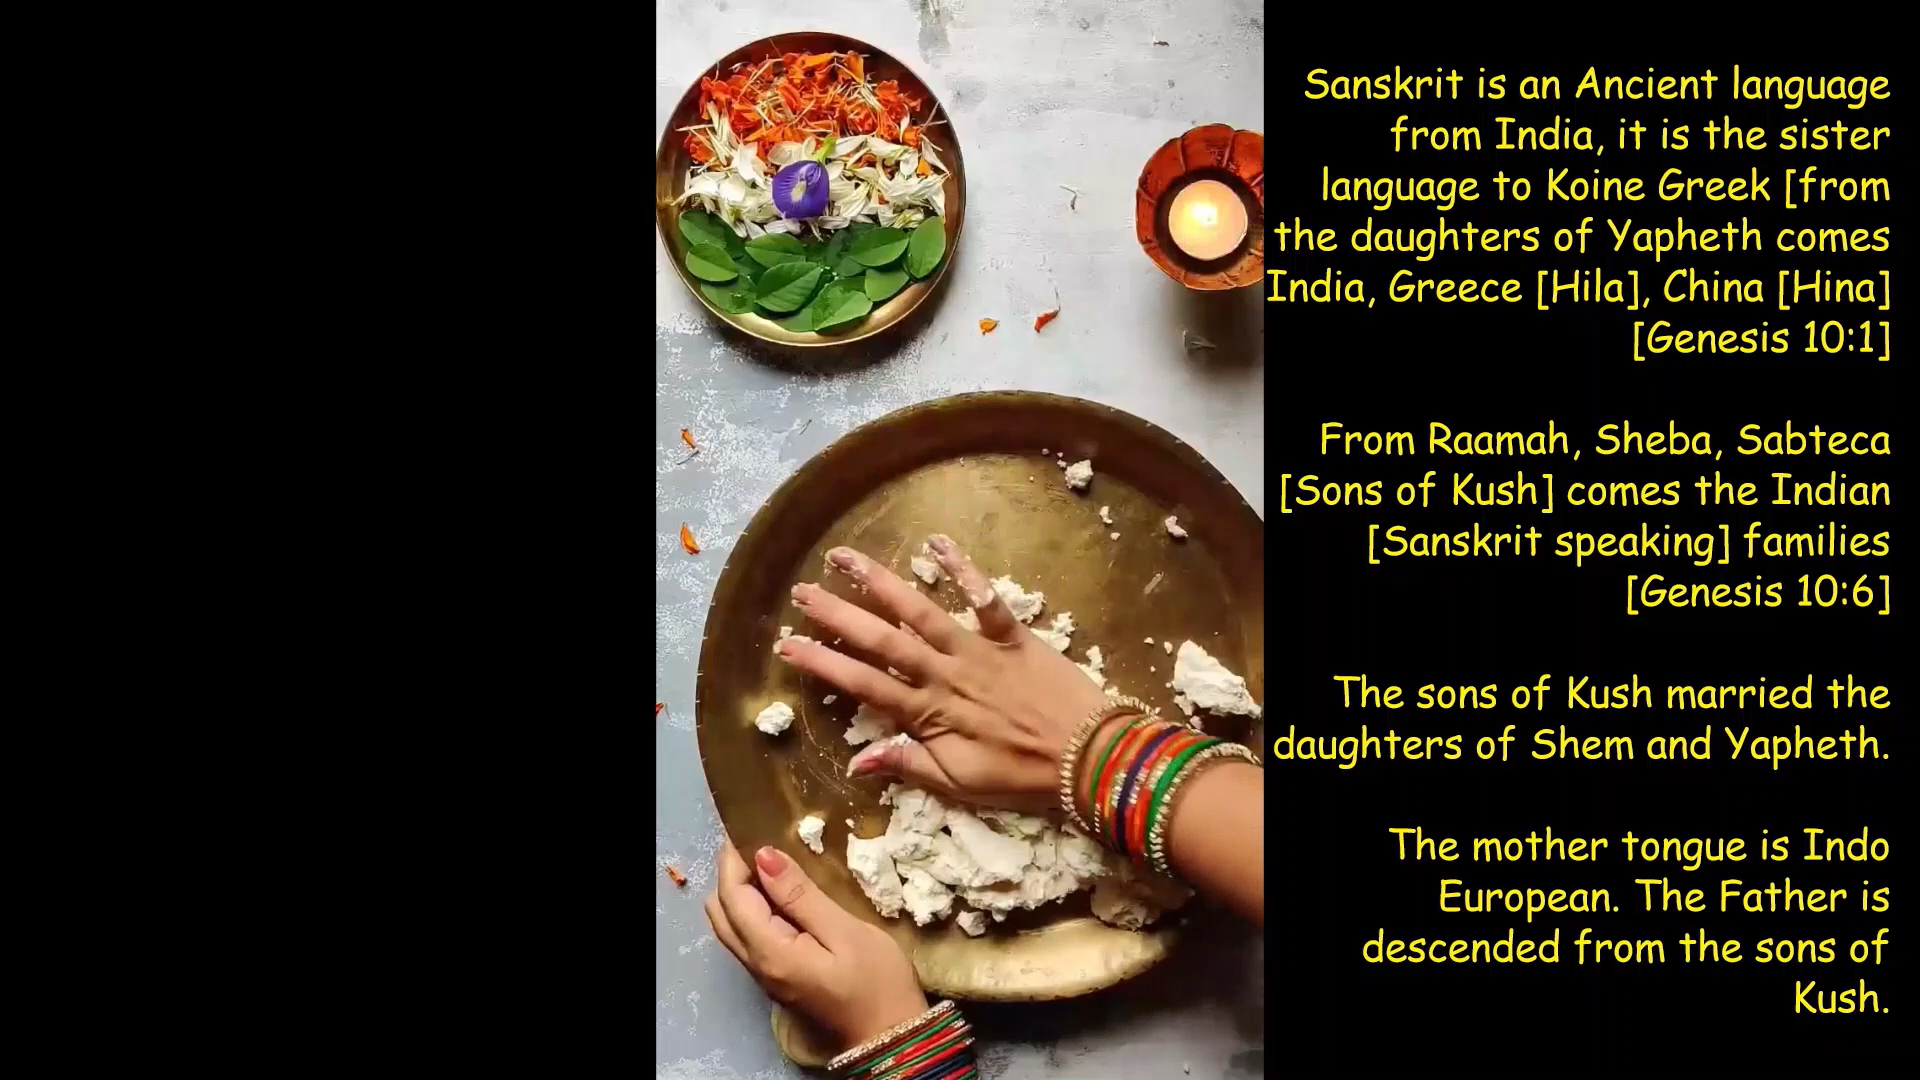 Sanskrit is an Ancient language
from India, it is the sister
language to Koine Greek [from
the daughters of Yapheth comes
India, Greece [Hila], China [Hina]
[Genesis 10:1]
From Raamah, Sheba, Sabteca
[Sons of Kush] comes the Indian
[Sanskrit speaking] families
[Genesis 10:6]
The sons of Kush married the
daughters of Shem and Yapheth.
The mother tongue is Indo
European. The Father is
descended from the sons of
Kush.